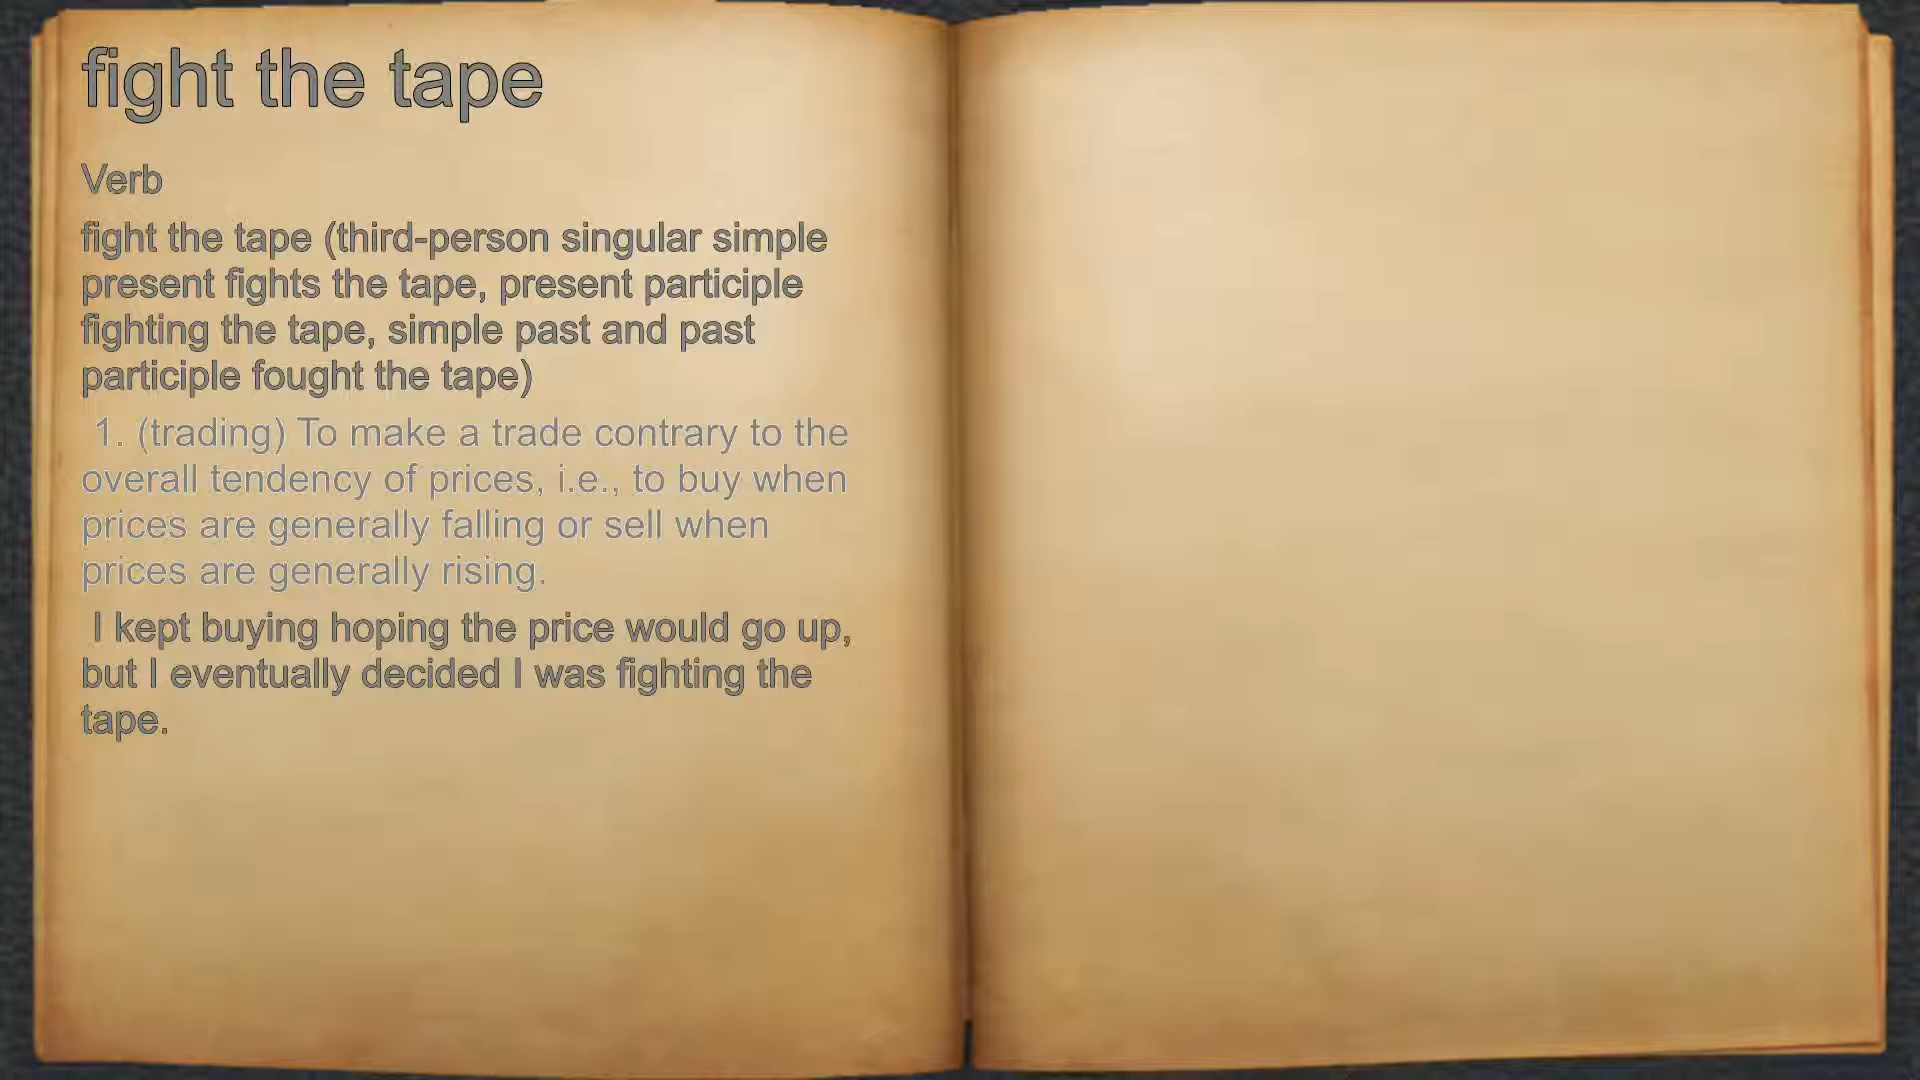 fight the tape
Verb
fight the tape (third-person singular simple
present fights the tape, present participle
fighting the tape, simple past and past
participle fought the tape)
1. (trading) To make a trade contrary to the
overall tendency of prices, i.e., to buy when
prices are generally falling or sell when
prices are generally rising.
I kept buying hoping the price would go up,
but I eventually decided I was fighting the
tape.